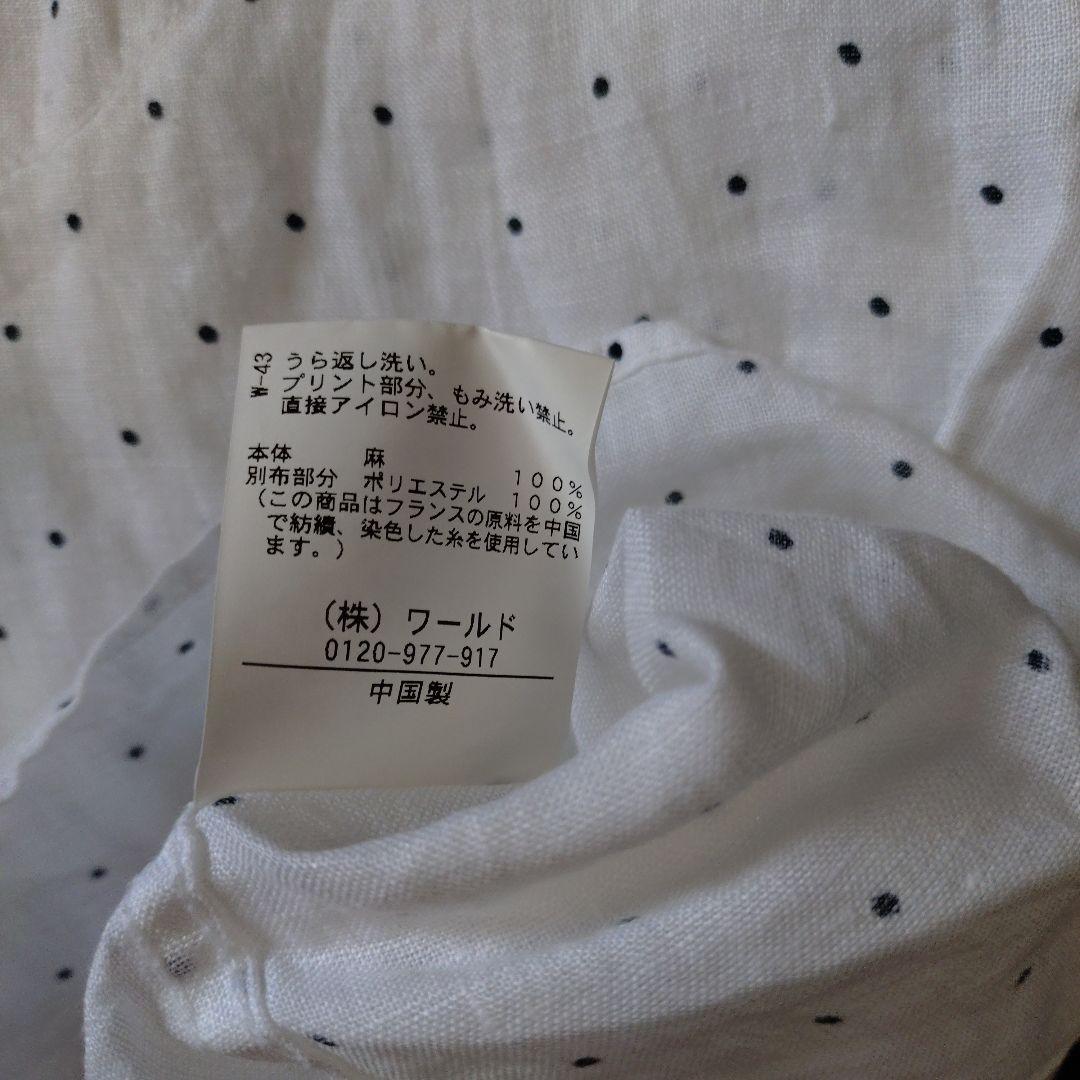 W-43
うら返し洗い。
プリント部分、もみ洗い禁止。
直接アイロン禁止。
本体 麻 100%
別布部分 ポリエステル 100%
(この商品はフランスの原料を中国
で紡績、染色した糸を使用してい
ます。)
(株) ワールド
0120-977-917
中国製